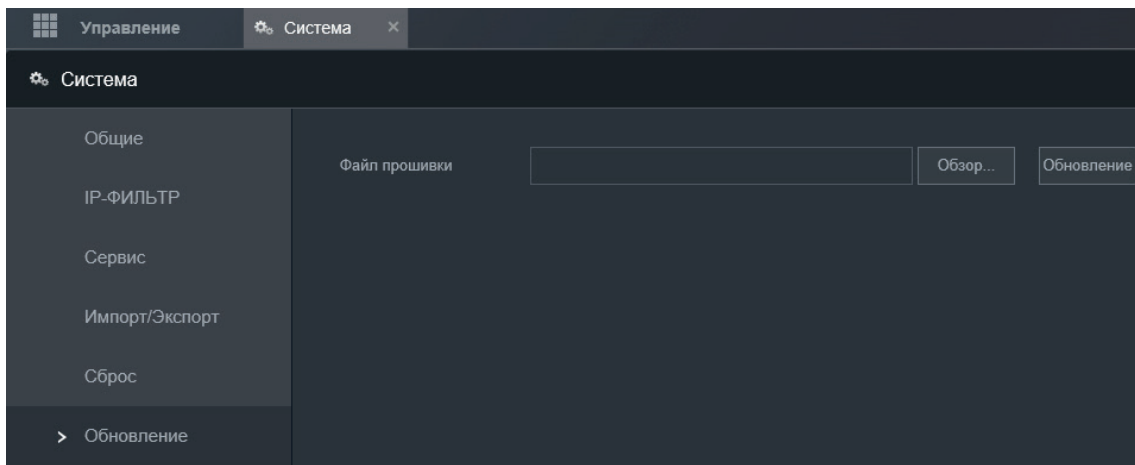 Управление Система
Система
Общие
Файл прошивки Обзор... Обновление
IP-ФИЛЬТР
Сервис
Импорт/Экспорт
Сброс
Обновление